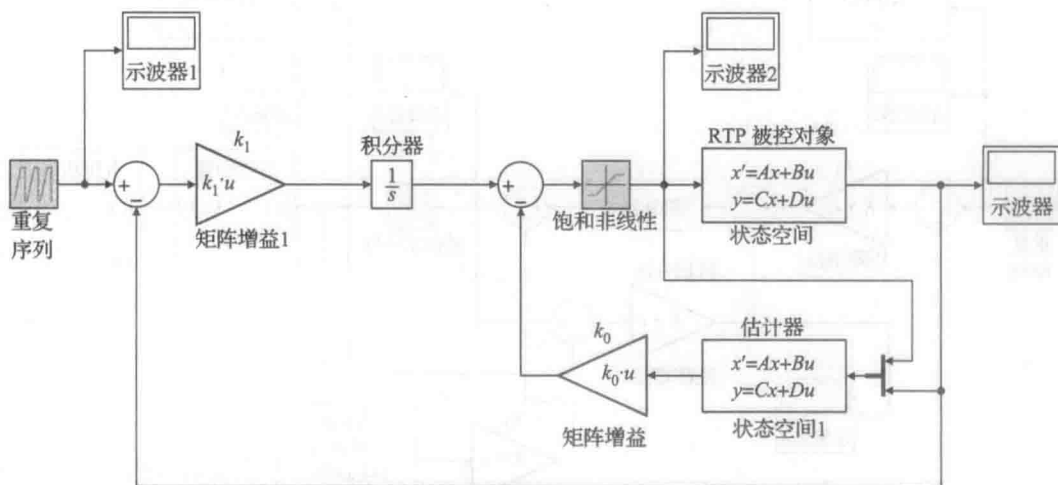 示波器1
示波器2
k₁
k₁·u
矩阵增益1
积分器
1
s
+
−
+
−
重复
序列
饱和非线性
RTP 被控对象
x'=Ax+Bu
y=Cx+Du
状态空间
示波器
k₀
k₀·u
矩阵增益
估计器
x'=Ax+Bu
y=Cx+Du
状态空间1